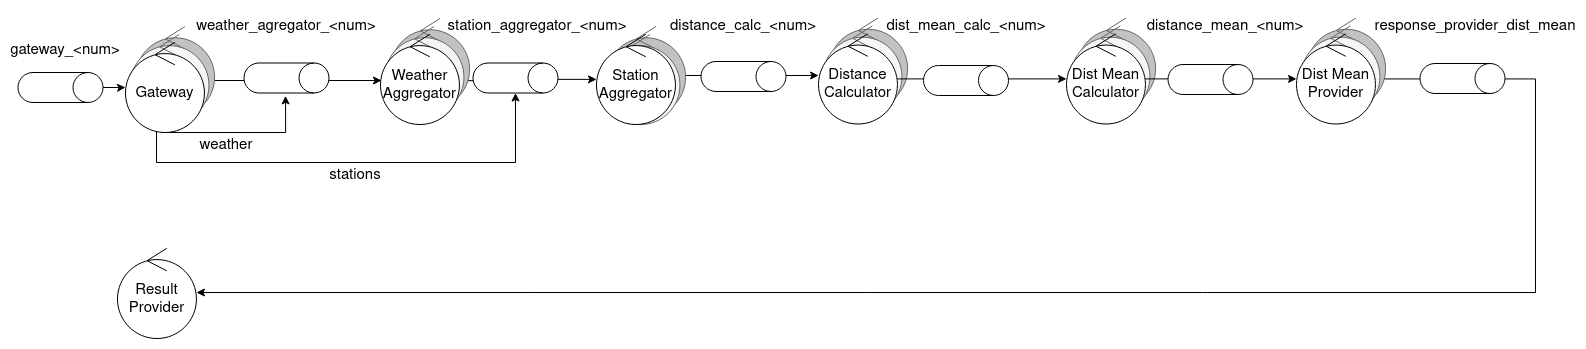 weather_agregator_<num>
station_aggregator_<num>
distance_calc_<num>
dist_mean_calc_<num>
distance_mean_<num>
response_provider_dist_mean
gateway_<num>
Gateway
Weather
Aggregator
Station
Aggregator
Distance
Calculator
Dist Mean
Calculator
Dist Mean
Provider
weather
stations
Result
Provider